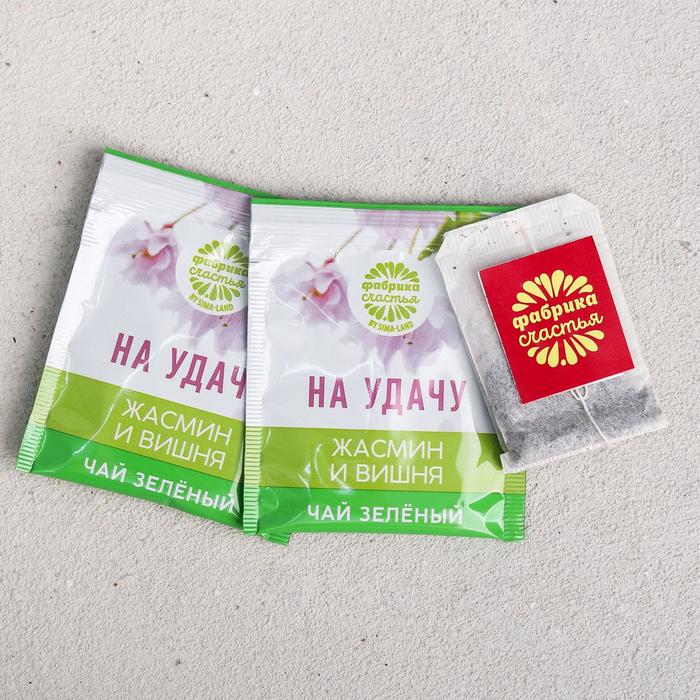 фабрика
счастья
BY SIMA-LAND
НА УДАЧ
ЖАСМИН
И ВИШНЯ
ЧАЙ ЗЕЛЁНЫЙ
фабрика
счастья
BY SIMA-LAND
НА УДАЧУ
ЖАСМИН
И ВИШНЯ
ЧАЙ ЗЕЛЁНЫЙ
фабрика
счастья